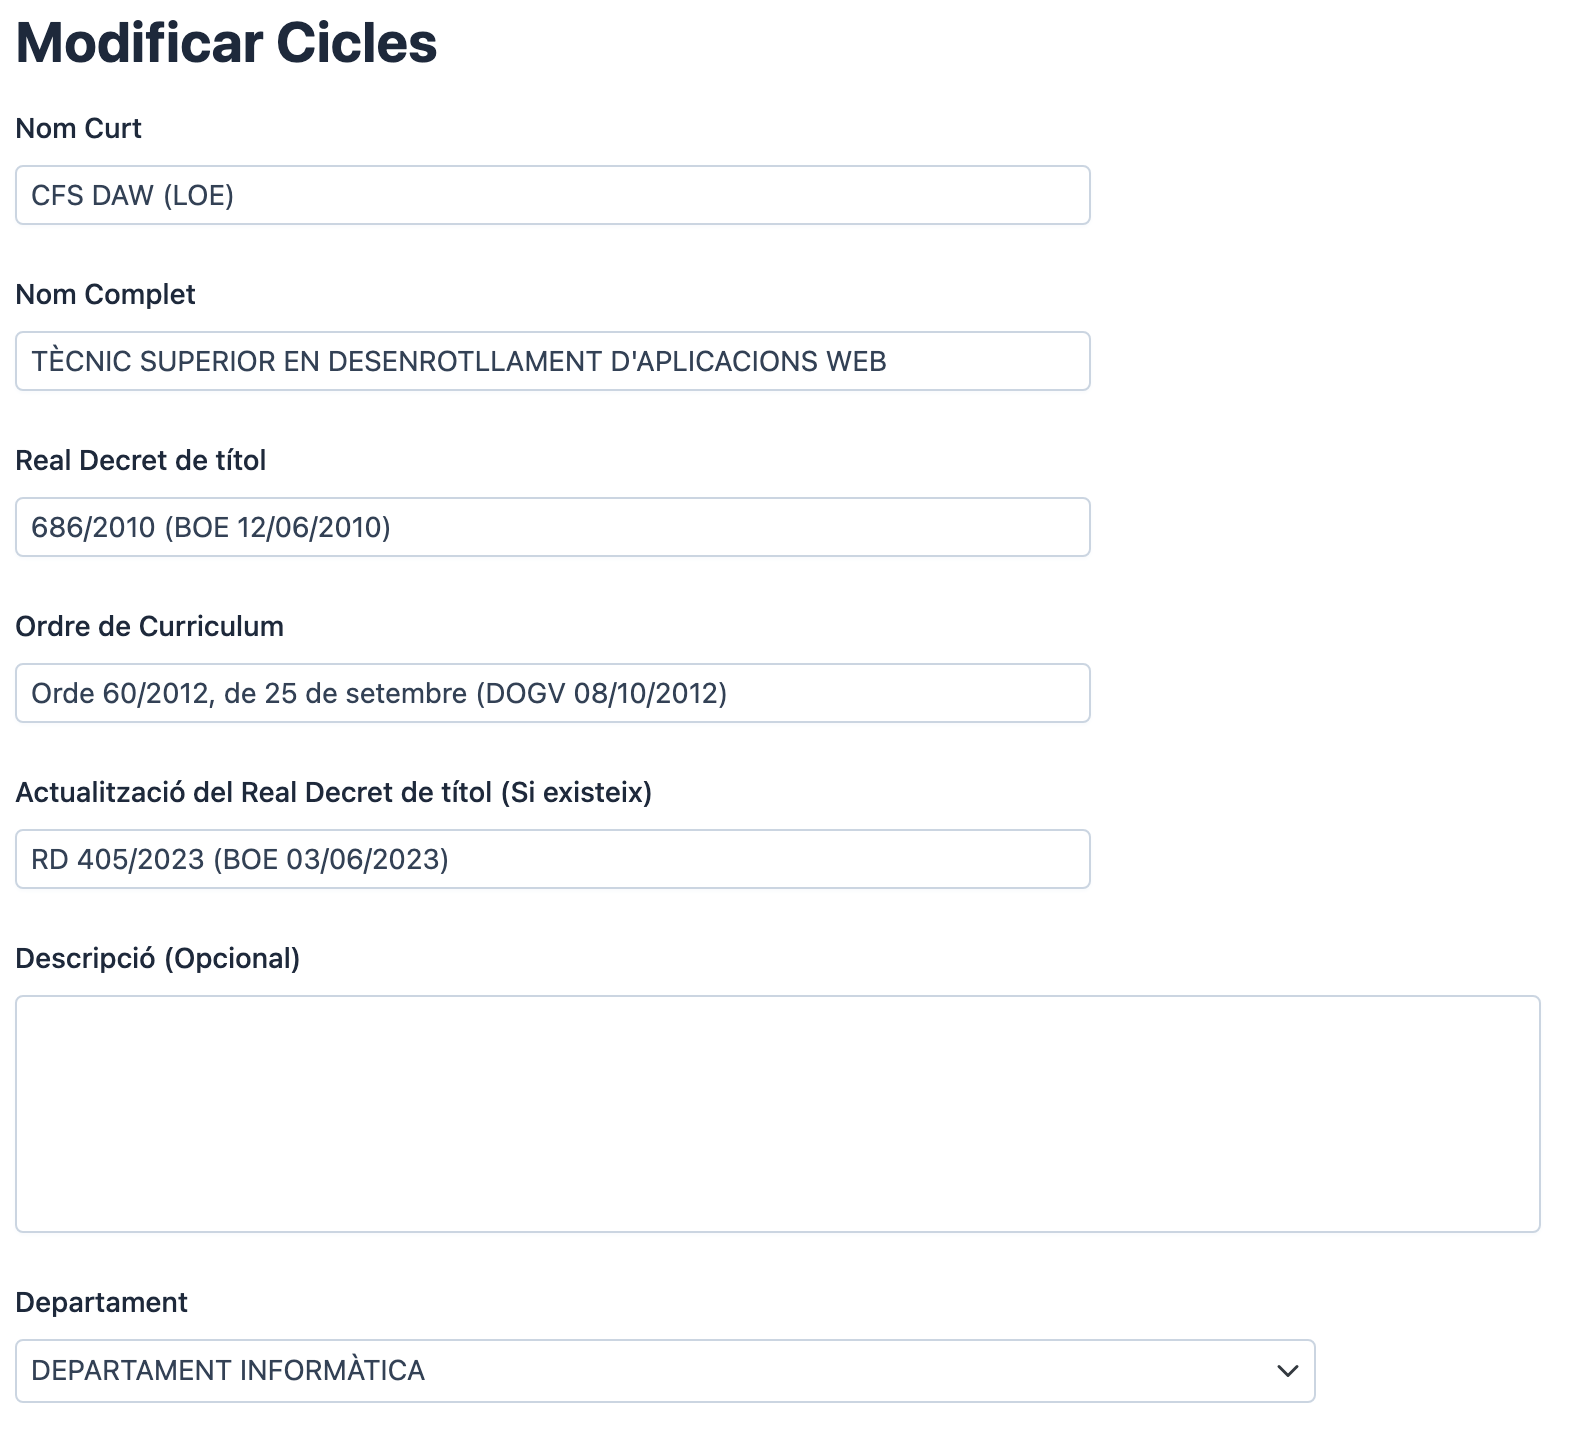 Modificar Cicles
Nom Curt
CFS DAW (LOE)
Nom Complet
TÈCNIC SUPERIOR EN DESENROTLLAMENT D'APLICACIONS WEB
Real Decret de títol
686/2010 (BOE 12/06/2010)
Ordre de Curriculum
Orde 60/2012, de 25 de setembre (DOGV 08/10/2012)
Actualització del Real Decret de títol (Si existeix)
RD 405/2023 (BOE 03/06/2023)
Descripció (Opcional)
Departament
DEPARTAMENT INFORMÀTICA